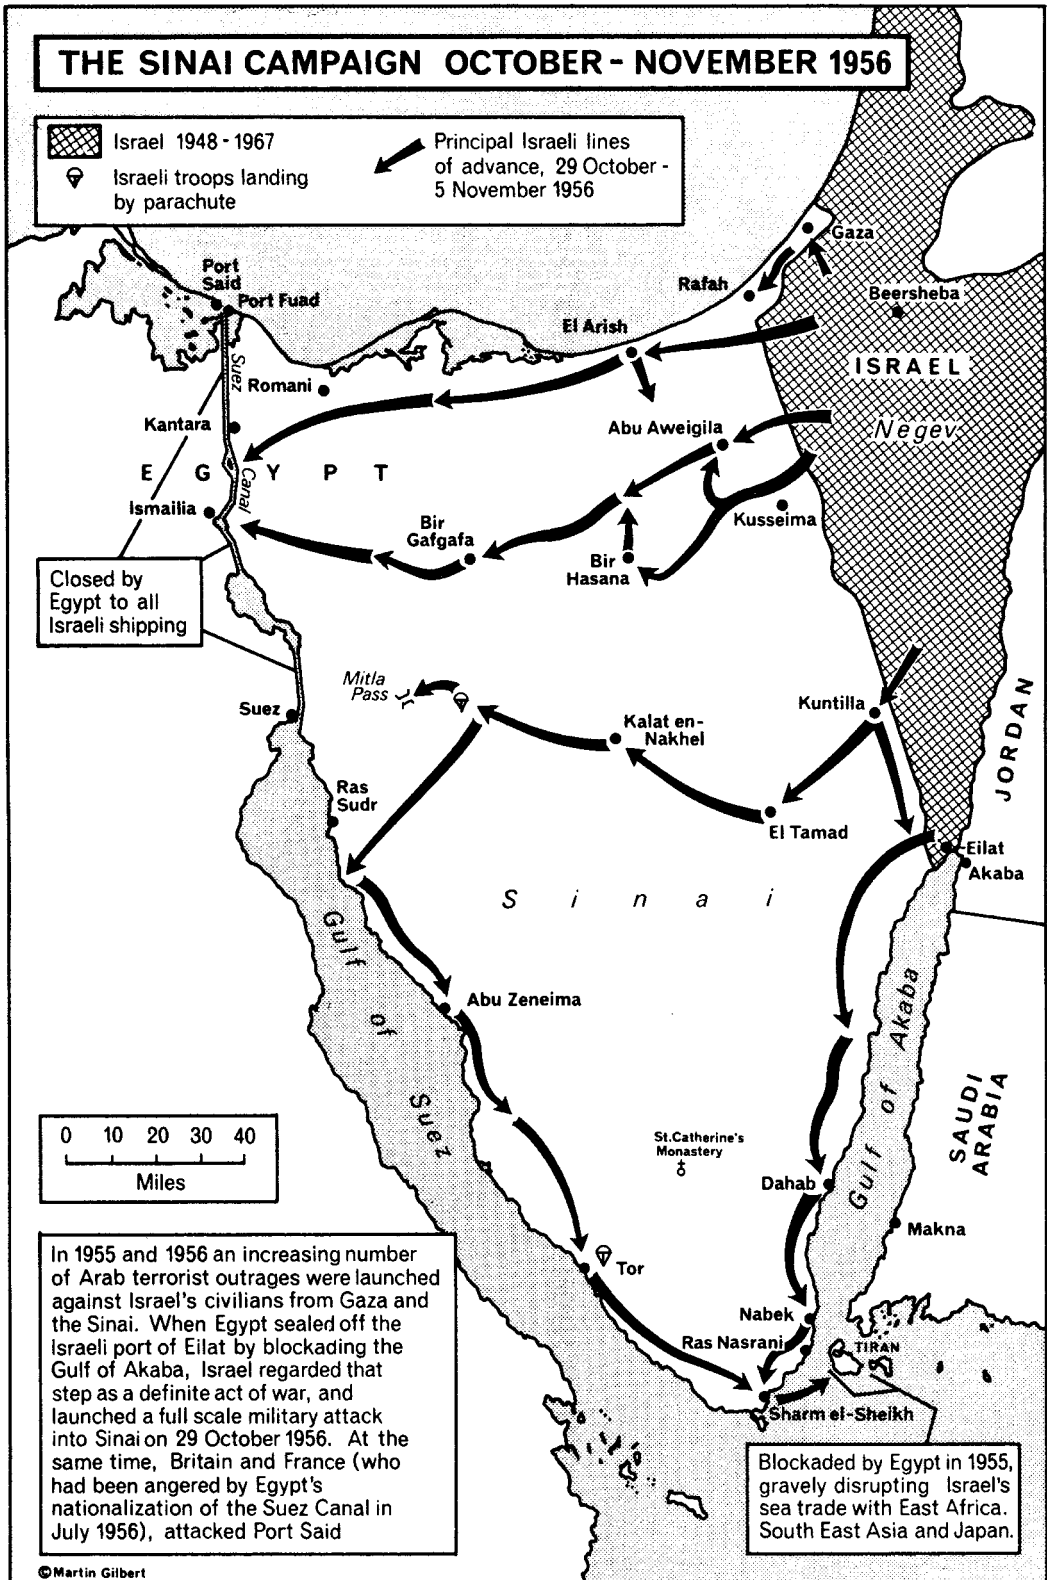 THE SINAI CAMPAIGN OCTOBER - NOVEMBER 1956
Israel 1948 - 1967
Israeli troops landing
by parachute
Principal Israeli lines
of advance, 29 October -
5 November 1956
Gaza
Port
Said
Port Fuad
Rafah
Beersheba
El Arish
ISRAEL
Suez
Romani
Negev
Kantara
Abu Aweigila
EGYPT
Canal
Ismailia
Kusseima
Bir
Gafgafa
Bir
Hasana
Closed by
Egypt to all
Israeli shipping
Mitla
Pass
Suez
Kalat en-
Nakhel
Kuntilla
JORDAN
Ras
Sudr
El Tamad
Eilat
Akaba
Sinai
Gulf of Suez
Abu Zeneima
Gulf of Akaba
SAUDI
ARABIA
0 10 20 30 40
Miles
St. Catherine's
Monastery
Dahab
Makna
Tor
Nabek
Ras Nasrani
TIRAN
Sharm el-Sheikh
In 1955 and 1956 an increasing number
of Arab terrorist outrages were launched
against Israel's civilians from Gaza and
the Sinai. When Egypt sealed off the
Israeli port of Eilat by blockading the
Gulf of Akaba, Israel regarded that
step as a definite act of war, and
launched a full scale military attack
into Sinai on 29 October 1956. At the
same time, Britain and France (who
had been angered by Egypt's
nationalization of the Suez Canal in
July 1956), attacked Port Said
Blockaded by Egypt in 1955,
gravely disrupting Israel's
sea trade with East Africa.
South East Asia and Japan.
©Martin Gilbert